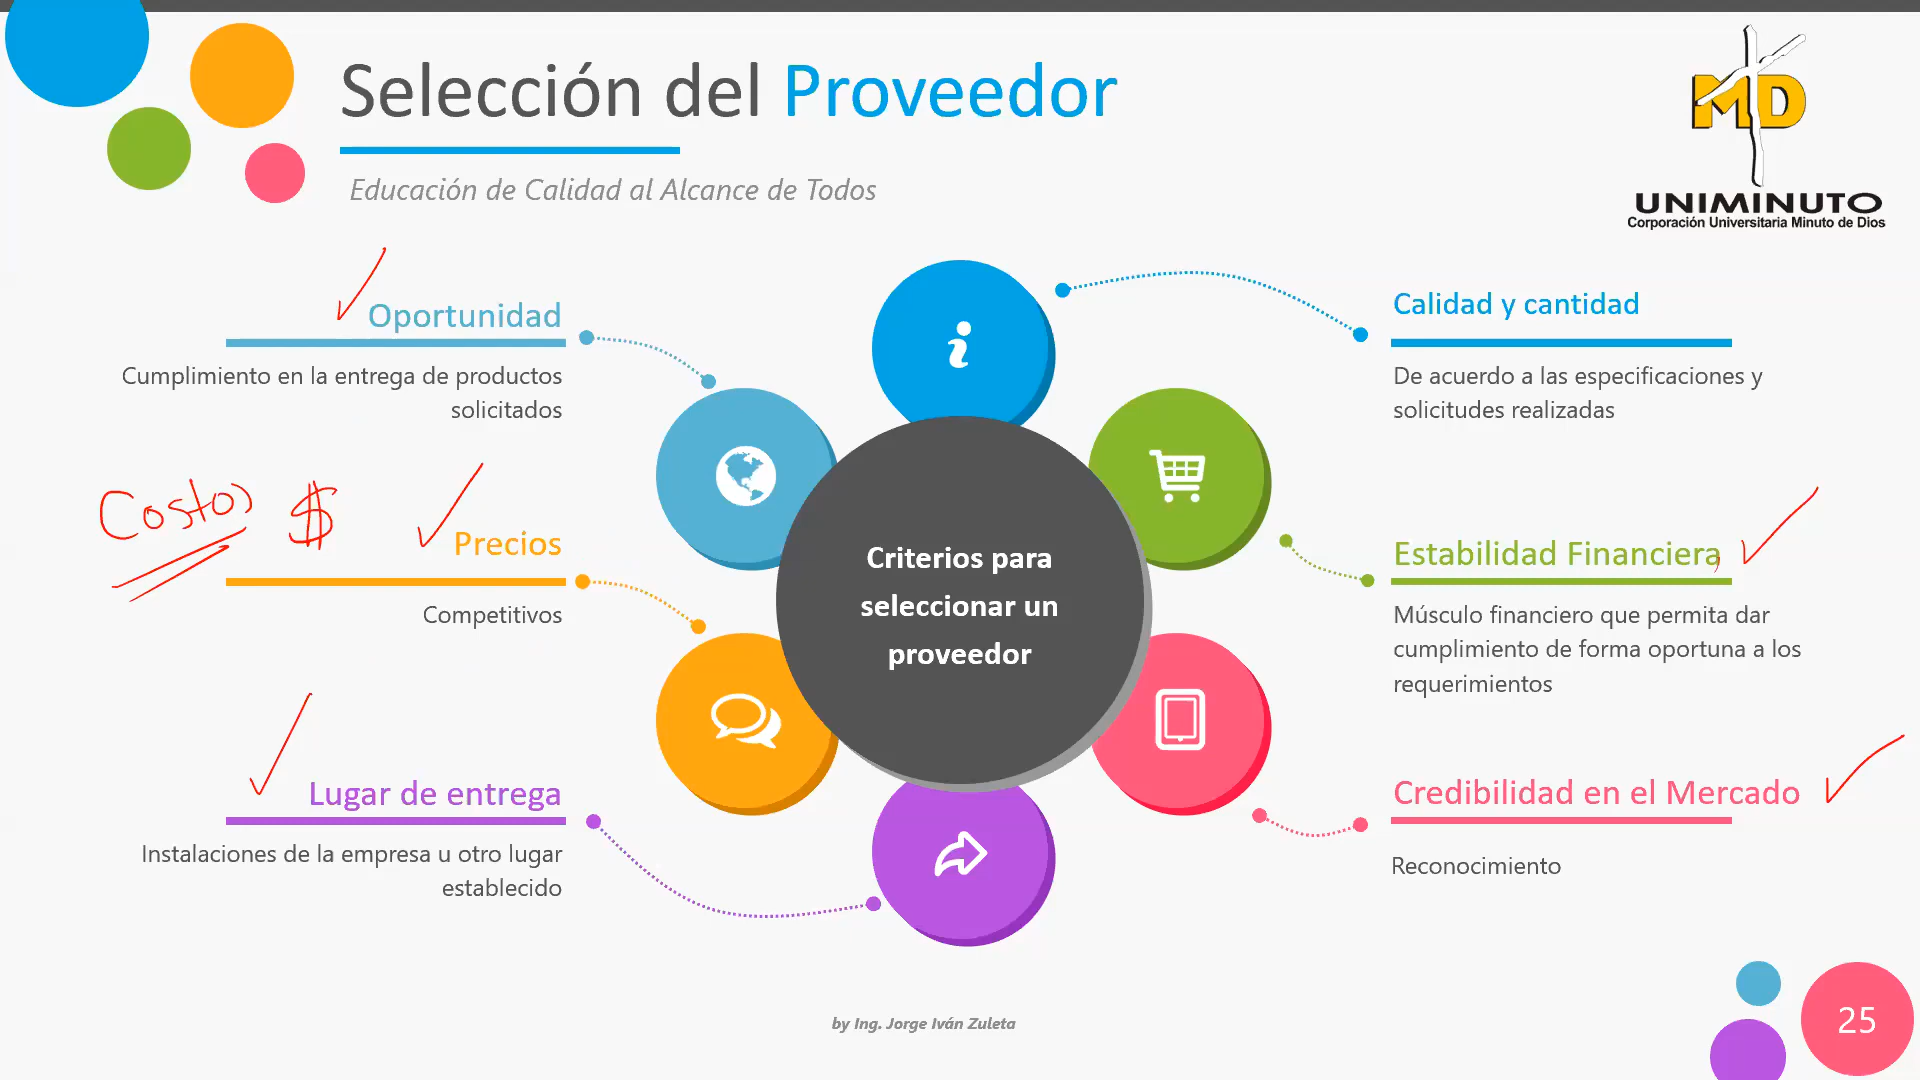 Selección del Proveedor
Educación de Calidad al Alcance de Todos
MD
UNIMINUTO
Corporación Universitaria Minuto de Dios
Oportunidad
Cumplimiento en la entrega de productos
solicitados
Costos $
Precios
Competitivos
Lugar de entrega
Instalaciones de la empresa u otro lugar
establecido
Criterios para
seleccionar un
proveedor
Calidad y cantidad
De acuerdo a las especificaciones y
solicitudes realizadas
Estabilidad Financiera
Músculo financiero que permita dar
cumplimiento de forma oportuna a los
requerimientos
Credibilidad en el Mercado
Reconocimiento
by Ing. Jorge Iván Zuleta
25